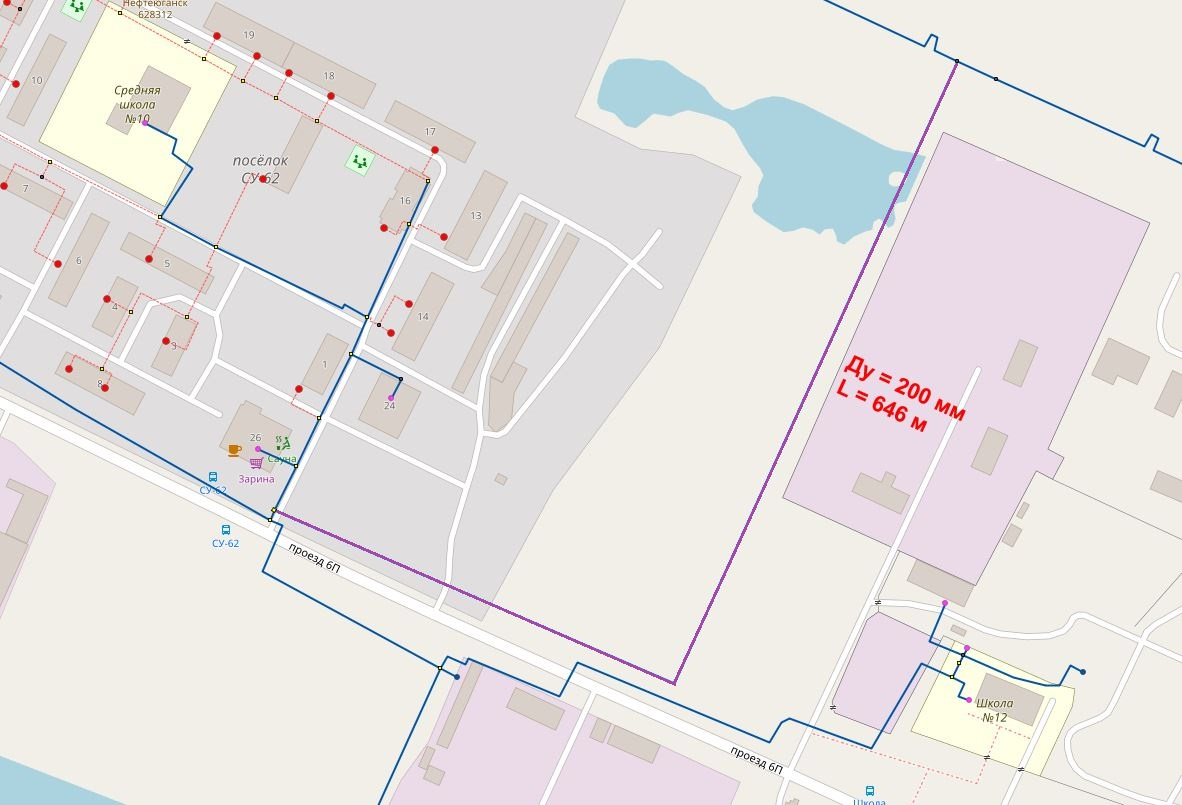 Нефтеюганск
628312
19
18
10
Средняя
школа
№10
17
посёлок
СУ-62
7
16
13
6
5
4
14
3
1
8
24
26
Сауна
Зарина
СУ-62
СУ-62
проезд 6П
Ду = 200 мм
L = 646 м
Школа
№12
проезд 6П
Школа